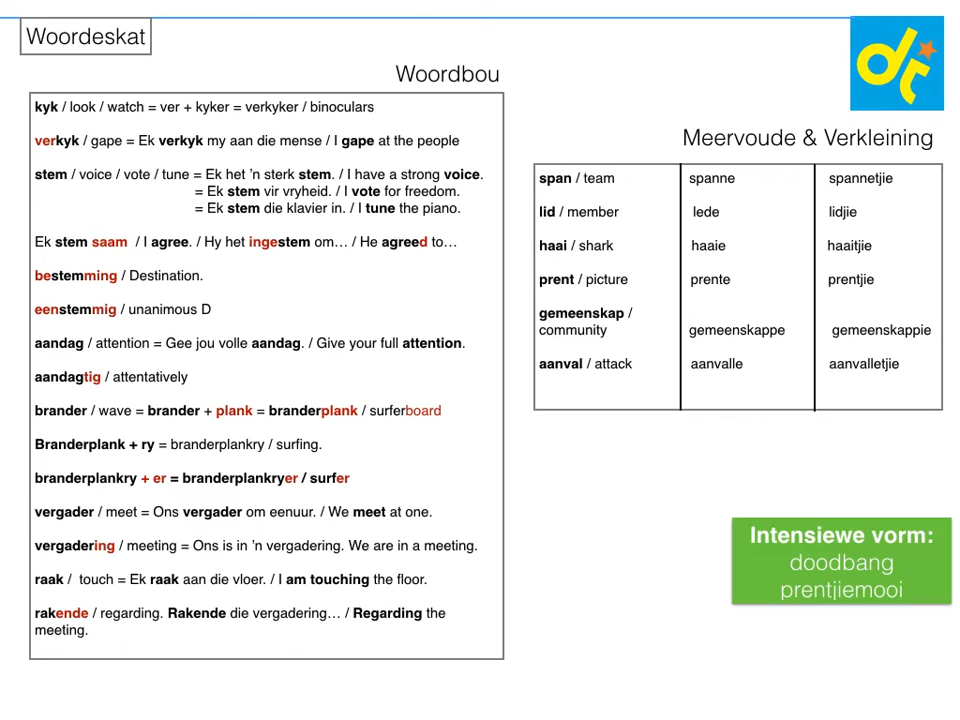 Woordeskat
Woordbou
kyk / look / watch = ver + kyker = verkyker / binoculars
verkyk / gape = Ek verkyk my aan die mense / I gape at the people
stem / voice / vote / tune = Ek het 'n sterk stem. / I have a strong voice.
= Ek stem vir vryheid. / I vote for freedom.
= Ek stem die klavier in. / I tune the piano.
Ek stem saam / I agree. / Hy het ingestem om… / He agreed to…
bestemming / Destination.
eenstemmig / unanimous D
aandag / attention = Gee jou volle aandag. / Give your full attention.
aandagtig / attentatively
brander / wave = brander + plank = branderplank / surferboard
Branderplank + ry = branderplankry / surfing.
branderplankry + er = branderplankryer / surfer
vergader / meet = Ons vergader om eenuur. / We meet at one.
vergadering / meeting = Ons is in 'n vergadering. We are in a meeting.
raak / touch = Ek raak aan die vloer. / I am touching the floor.
rakende / regarding. Rakende die vergadering… / Regarding the
meeting.
dt
Meervoude & Verkleining
span / team spanne spannetjie
lid / member lede lidjie
haai / shark haaie haaitjie
prent / picture prente prentjie
gemeenskap /
community gemeenskappe gemeenskappie
aanval / attack aanvalle aanvalletjie
Intensiewe vorm:
doodbang
prentjiemooi